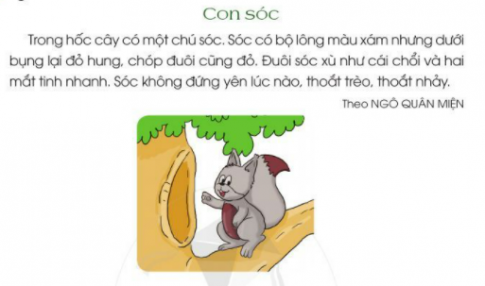 Con sóc
Trong hốc cây có một chú sóc. Sóc có bộ lông màu xám nhưng dưới
bụng lại đỏ hung, chóp đuôi cũng đỏ. Đuôi sóc xù như cái chổi và hai
mắt tinh nhanh. Sóc không đứng yên lúc nào, thoắt trèo, thoắt nhảy.
Theo NGÔ QUÂN MIỆN